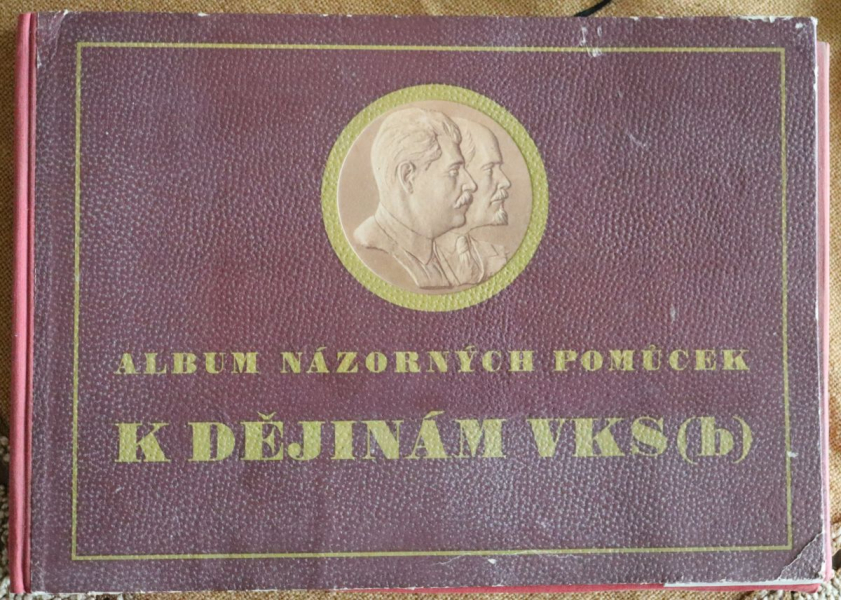 ALBUM NÁZORNÝCH POMŮCEK
K DĚJINÁM VKS(b)